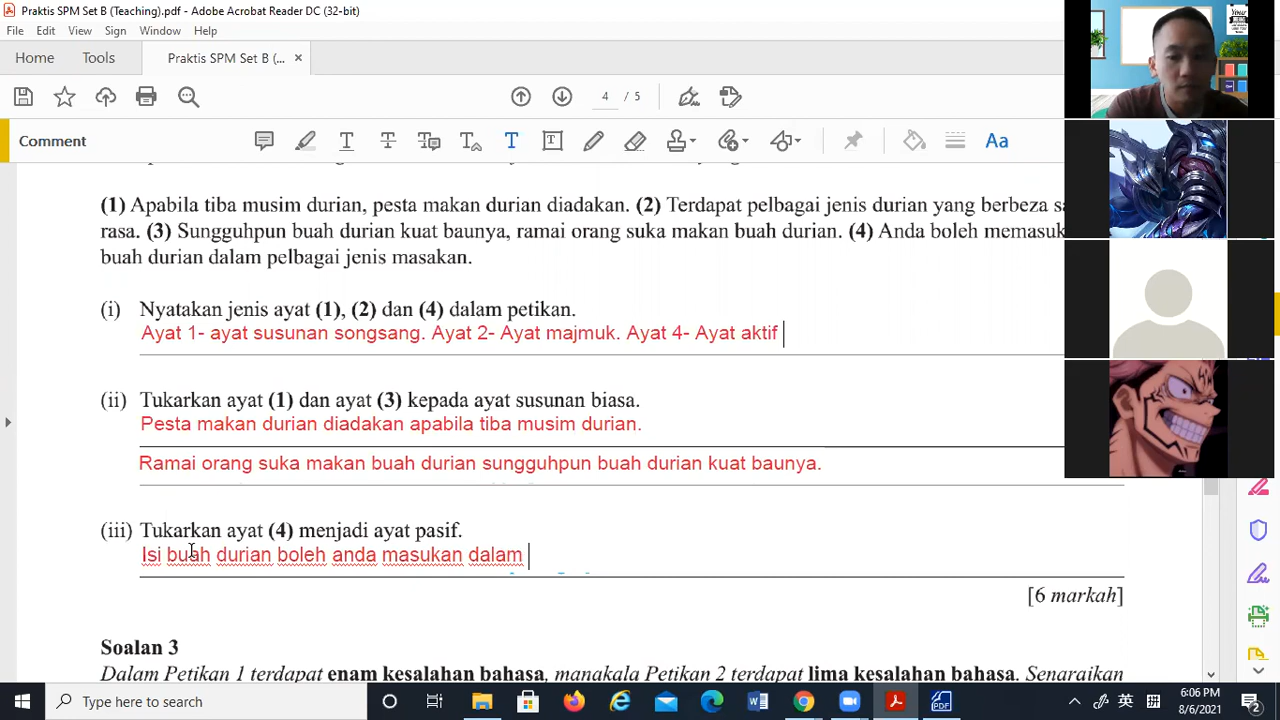 Praktis SPM Set B (Teaching).pdf - Adobe Acrobat Reader DC (32-bit)
File Edit View Sign Window Help
Home Tools Praktis SPM Set B (... ×
4 / 5
Comment
(1) Apabila tiba musim durian, pesta makan durian diadakan. (2) Terdapat pelbagai jenis durian yang berbeza
rasa. (3) Sungguhpun buah durian kuat baunya, ramai orang suka makan buah durian. (4) Anda boleh
buah durian dalam pelbagai jenis masakan.
(i) Nyatakan jenis ayat (1), (2) dan (4) dalam petikan.
Ayat 1- ayat susunan songsang. Ayat 2- Ayat majmuk. Ayat 4- Ayat aktif
(ii) Tukarkan ayat (1) dan ayat (3) kepada ayat susunan biasa.
Pesta makan durian diadakan apabila tiba musim durian.
Ramai orang suka makan buah durian sungguhpun buah durian kuat baunya.
(iii) Tukarkan ayat (4) menjadi ayat pasif.
Isi buah durian boleh anda masukan dalam
[6 markah]
Soalan 3
Dalam Petikan 1 terdapat enam kesalahan bahasa, manakala Petikan 2 terdapat lima kesalahan bahasa. Senaraikan
Type here to search
英
6:06 PM
8/6/2021
2